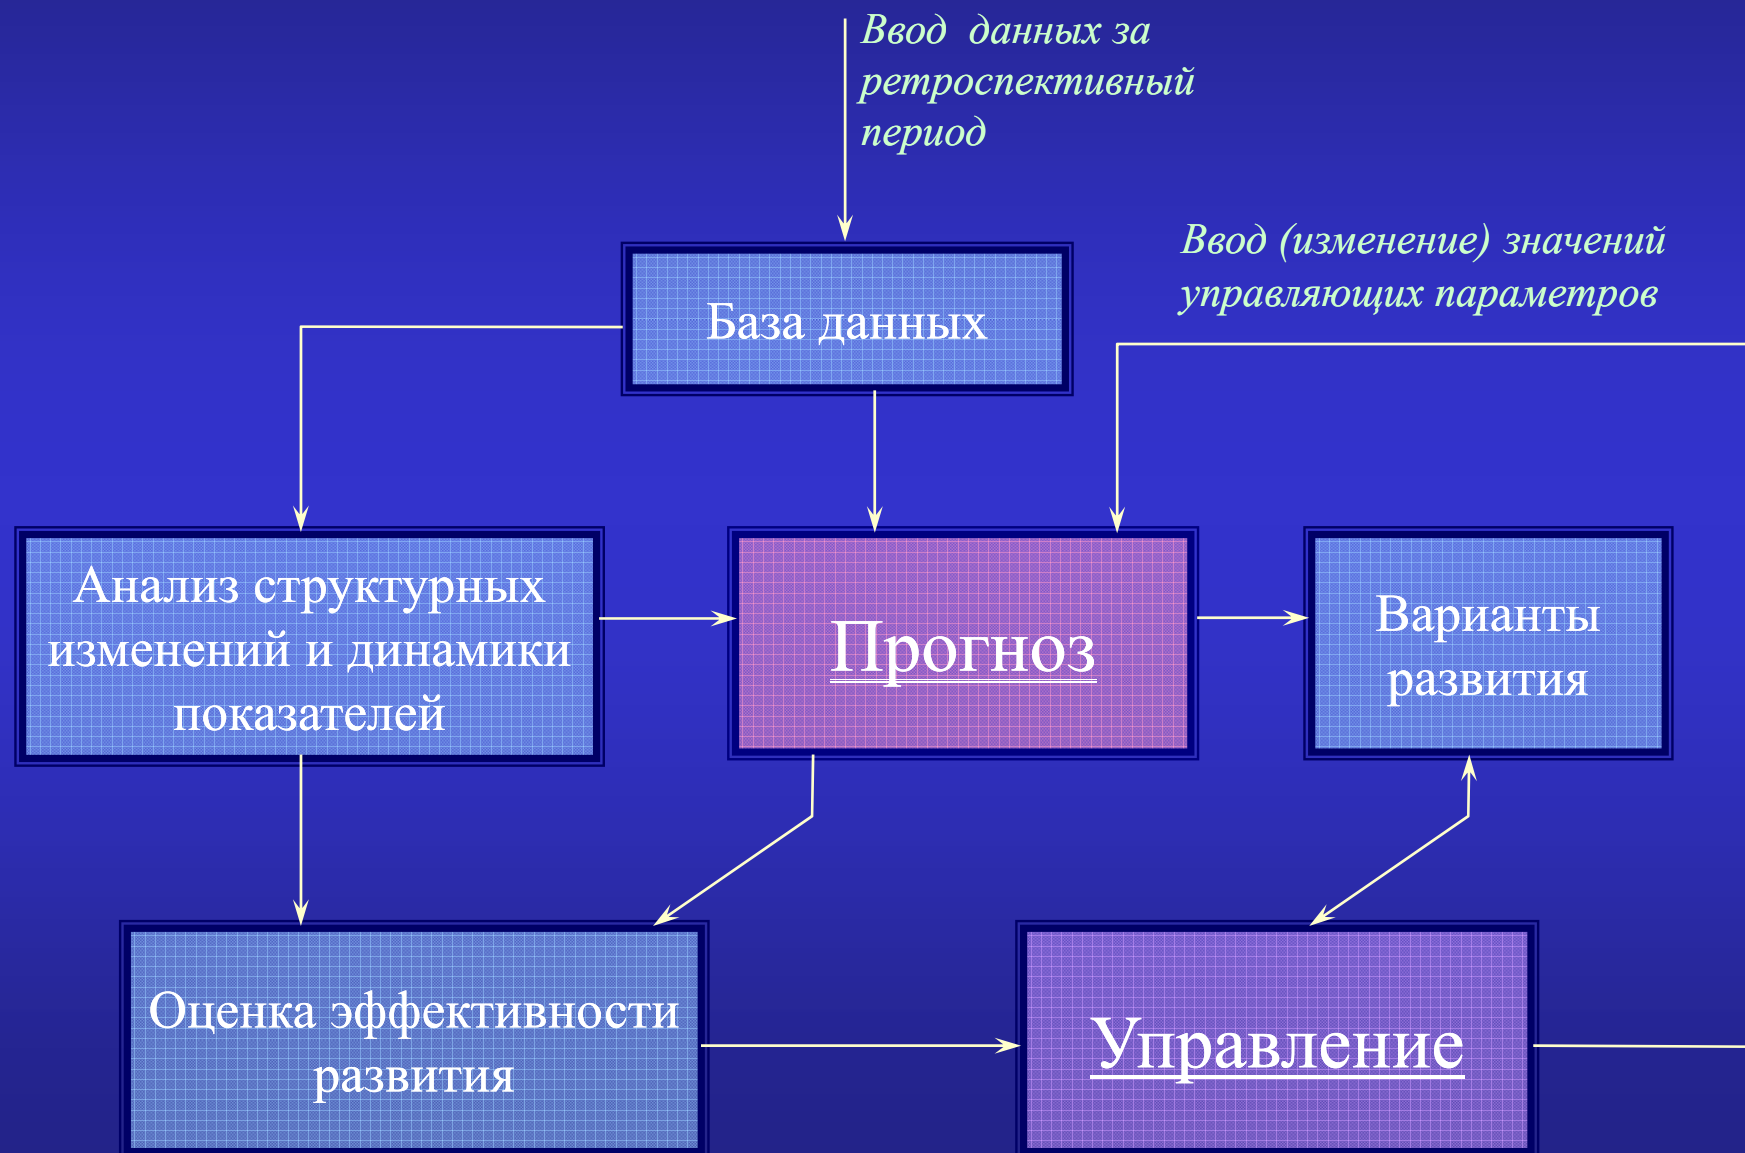 Ввод  данных за
ретроспективный
период
Ввод (изменение) значений
управляющих параметров
База данных
Анализ структурных
изменений и динамики
показателей
Прогноз
Варианты
развития
Оценка эффективности
развития
Управление